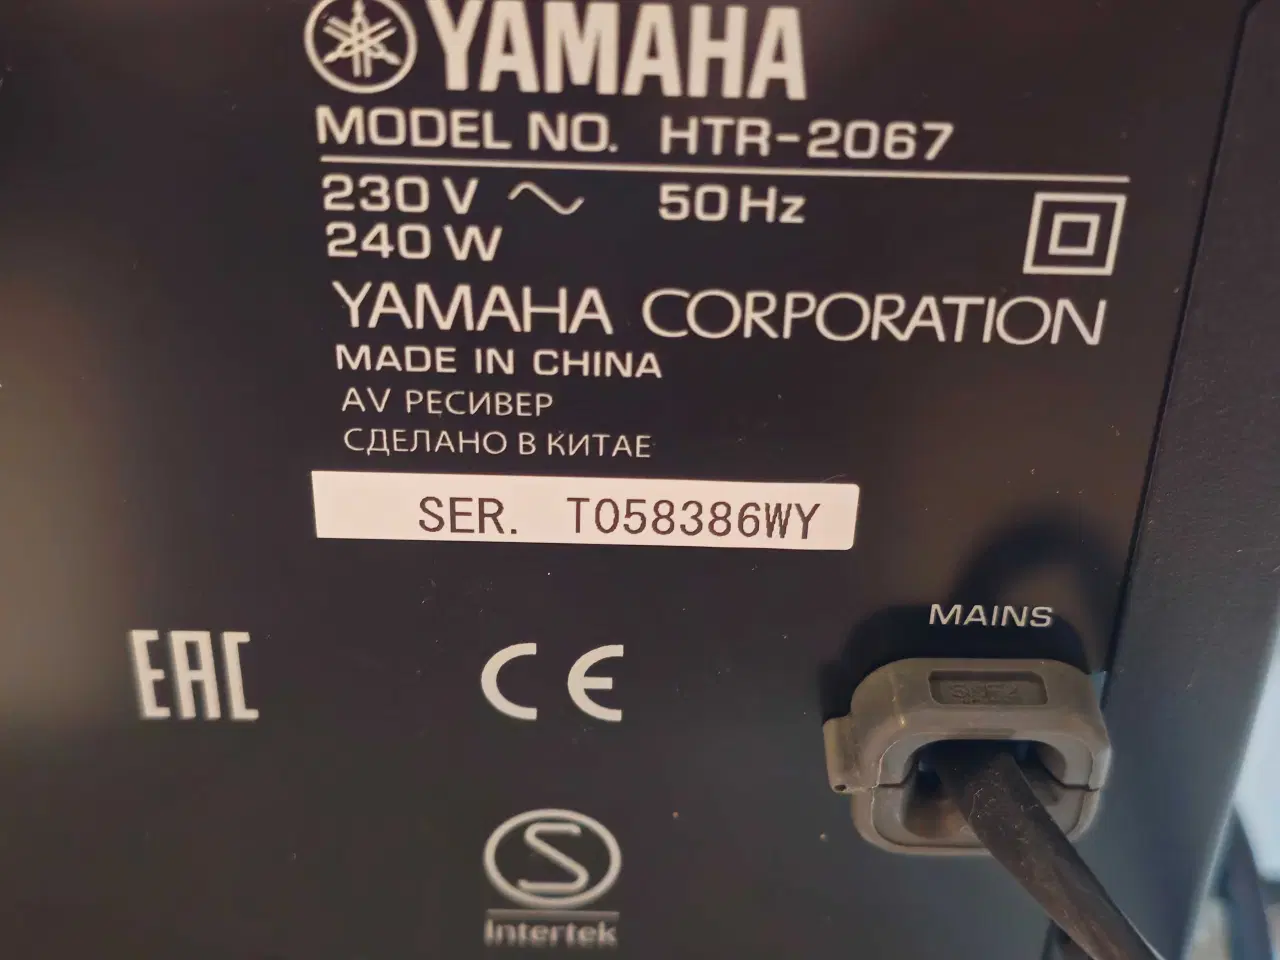 YAMAHA
MODEL NO. HTR-2067
230 V ~ 50 Hz
240 W
YAMAHA CORPORATION
MADE IN CHINA
AV РЕСИВЕР
СДЕЛАНО В КИТАЕ
SER. T058386WY
MAINS
EAC
CE
S
Intertek